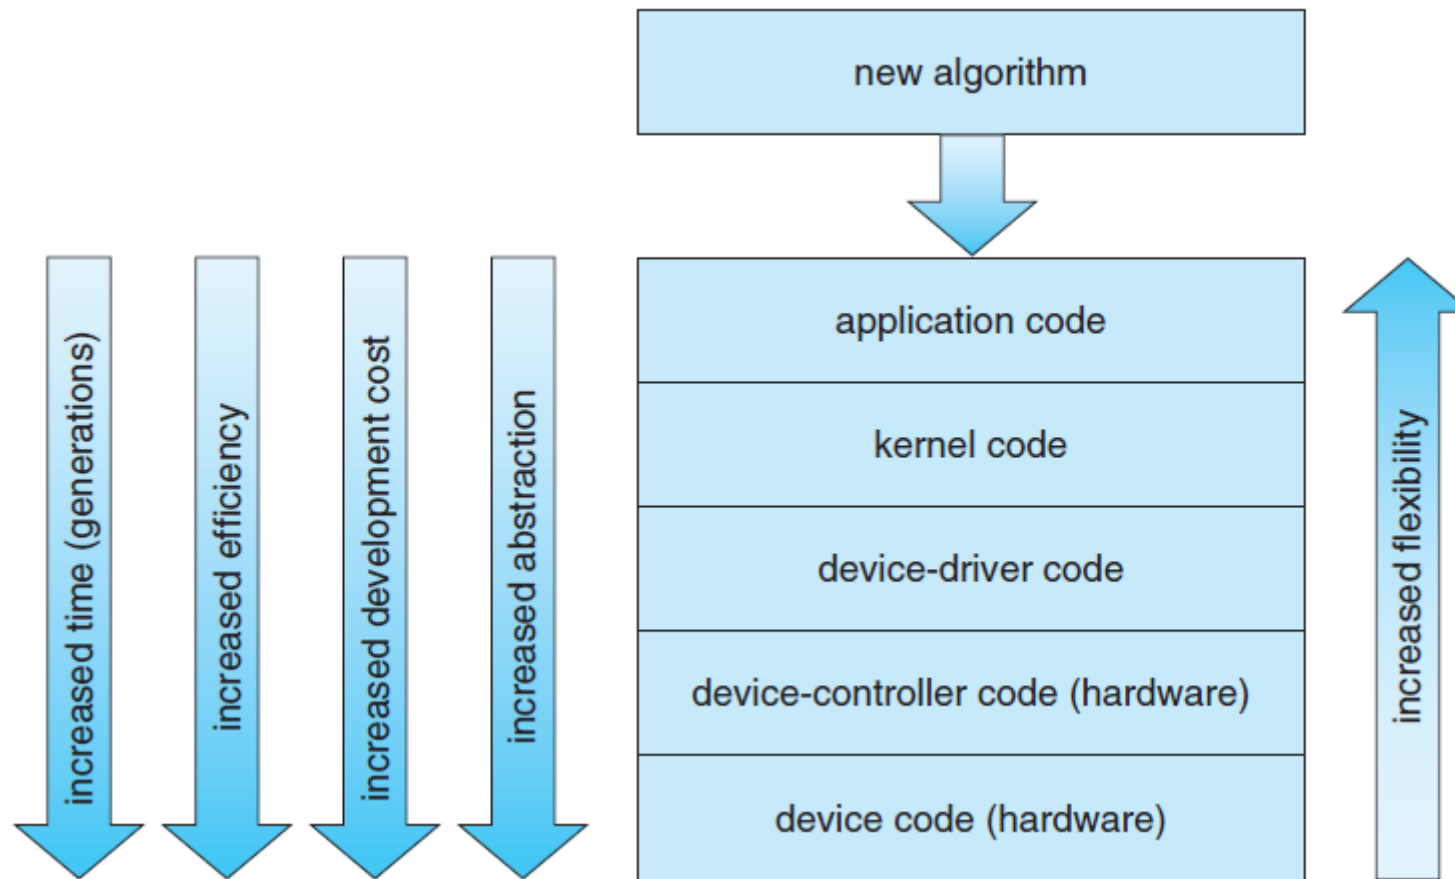 new algorithm
increased time (generations)
increased efficiency
increased development cost
increased abstraction
application code
kernel code
device-driver code
device-controller code (hardware)
device code (hardware)
increased flexibility